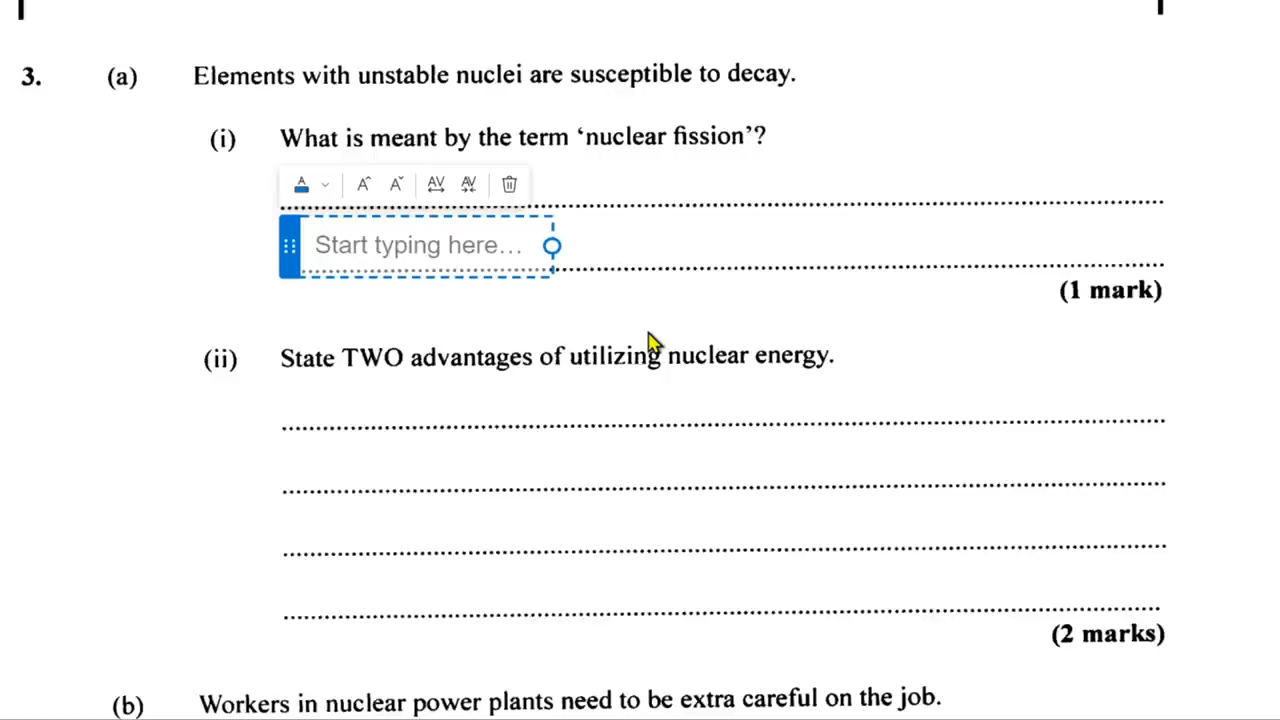 3. (a) Elements with unstable nuclei are susceptible to decay.
(i) What is meant by the term ‘nuclear fission’?
A A^ A˅ AV AV
Start typing here...
(1 mark)
(ii) State TWO advantages of utilizing nuclear energy.
(2 marks)
(b) Workers in nuclear power plants need to be extra careful on the job.